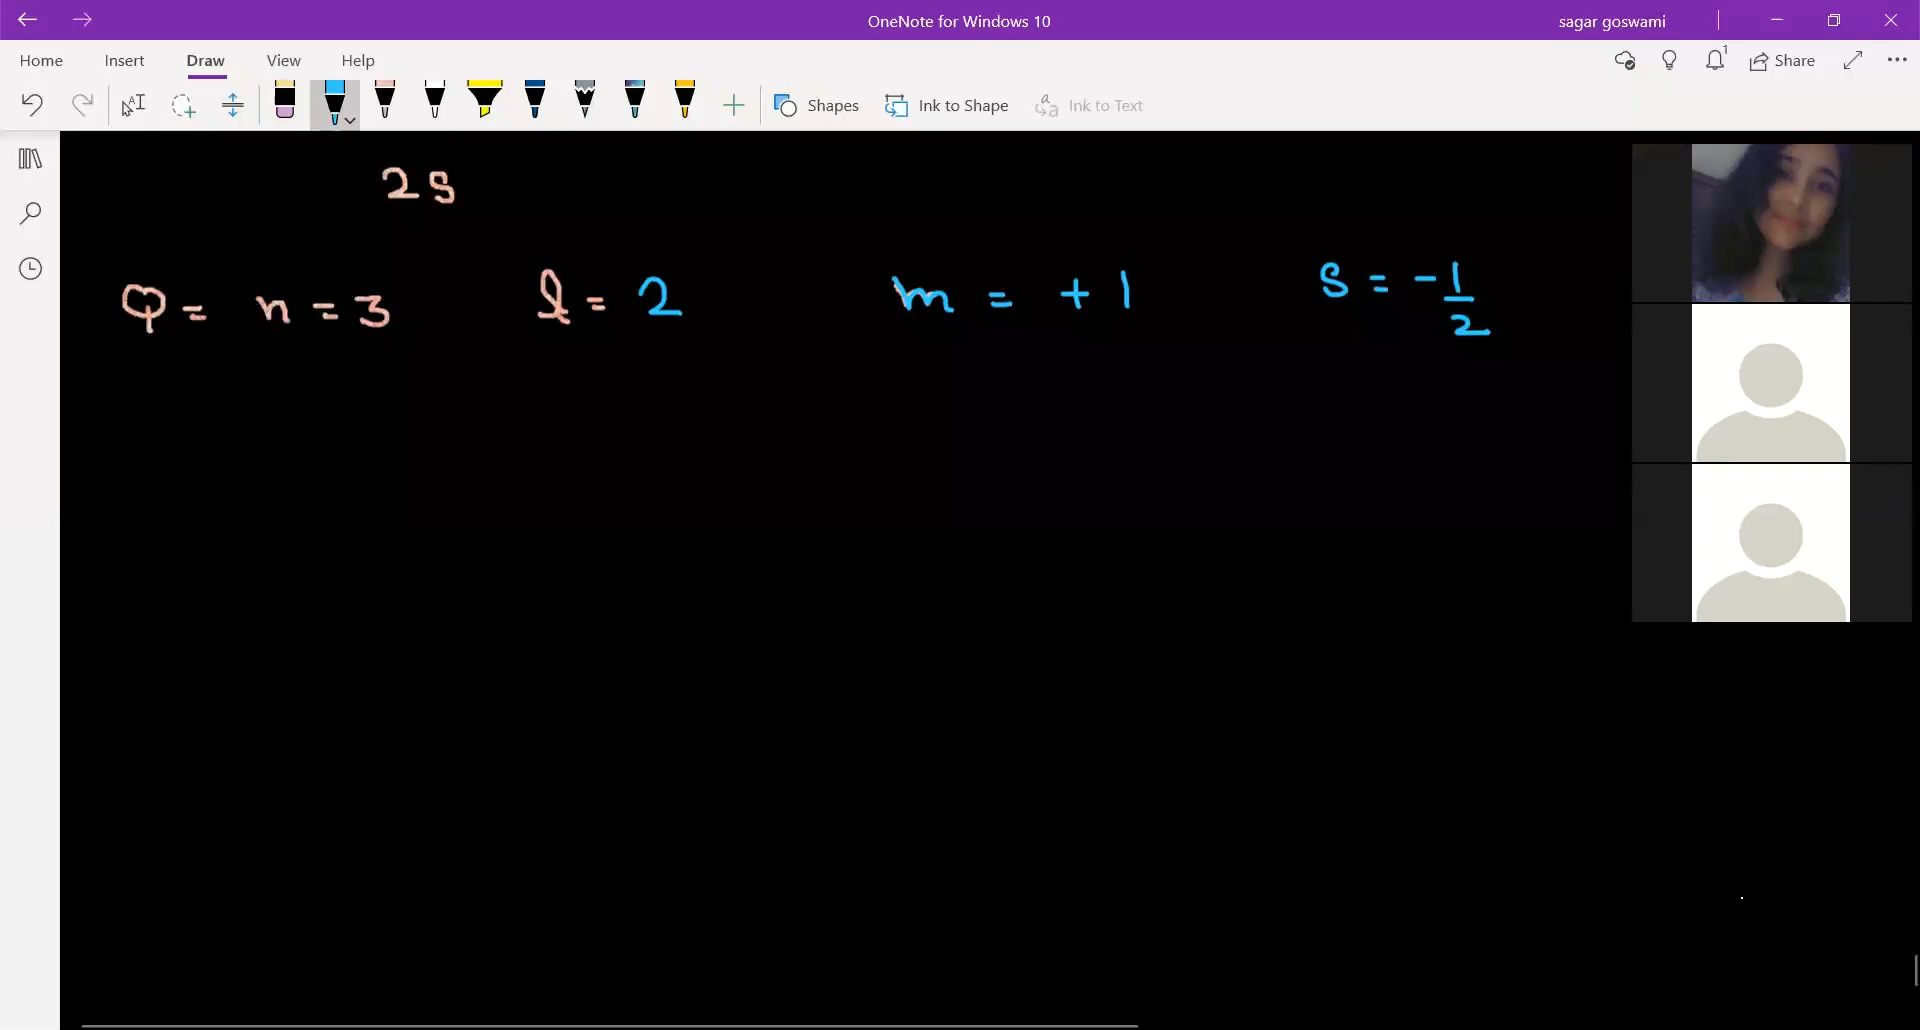 OneNote for Windows 10 sagar goswami
Home Insert Draw View Help Share
Shapes Ink to Shape Ink to Text
2s
Q = n = 3 l = 2 m = + 1 s = - 1/2